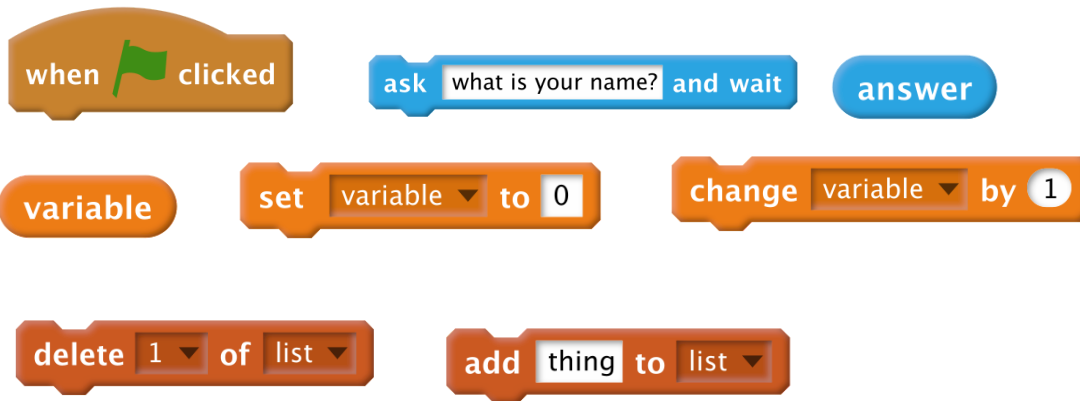 when clicked
ask what is your name? and wait
answer
variable
set variable to 0
change variable by 1
delete 1 of list
add thing to list